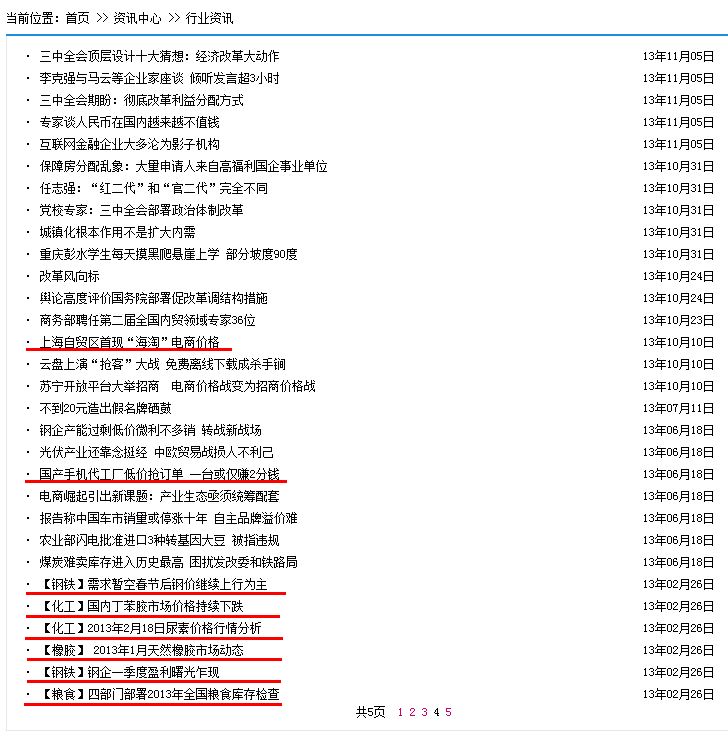 当前位置：首页 >> 资讯中心 >> 行业资讯
· 三中全会顶层设计十大猜想：经济改革大动作 13年11月05日
· 李克强与马云等企业家座谈 倾听发言超3小时 13年11月05日
· 三中全会期盼：彻底改革利益分配方式 13年11月05日
· 专家谈人民币在国内越来越不值钱 13年11月05日
· 互联网金融企业大多沦为影子机构 13年11月05日
· 保障房分配乱象：大量申请人来自高福利国企事业单位 13年10月31日
· 任志强：“红二代”和“官二代”完全不同 13年10月31日
· 党校专家：三中全会部署政治体制改革 13年10月31日
· 城镇化根本作用不是扩大内需 13年10月31日
· 重庆彭水学生每天摸黑爬悬崖上学 部分坡度90度 13年10月31日
· 改革风向标 13年10月24日
· 舆论高度评价国务院部署促改革调结构措施 13年10月24日
· 商务部聘任第二届全国内贸领域专家36位 13年10月23日
· 上海自贸区首现“海淘”电商价格 13年10月10日
· 云盘上演“抢客”大战 免费离线下载成杀手锏 13年10月10日
· 苏宁开放平台大举招商　电商价格战变为招商价格战 13年10月10日
· 不到20元造出假名牌硒鼓 13年07月11日
· 钢企产能过剩低价微利不多销 转战新战场 13年06月18日
· 光伏产业还靠念挺经 中欧贸易战损人不利己 13年06月18日
· 国产手机代工厂低价抢订单 一台或仅赚2分钱 13年06月18日
· 电商崛起引出新课题：产业生态亟须统筹配套 13年06月18日
· 报告称中国车市销量或停涨十年 自主品牌溢价难 13年06月18日
· 农业部闪电批准进口3种转基因大豆 被指违规 13年06月18日
· 煤炭难卖库存进入历史最高 困扰发改委和铁路局 13年06月18日
· 【钢铁】需求暂空春节后钢价继续上行为主 13年02月26日
· 【化工】国内丁苯胶市场价格持续下跌 13年02月26日
· 【化工】2013年2月18日尿素价格行情分析 13年02月26日
· 【橡胶】 2013年1月天然橡胶市场动态 13年02月26日
· 【钢铁】钢企一季度盈利曙光乍现 13年02月26日
· 【粮食】四部门部署2013年全国粮食库存检查 13年02月26日
共5页 1 2 3 4 5